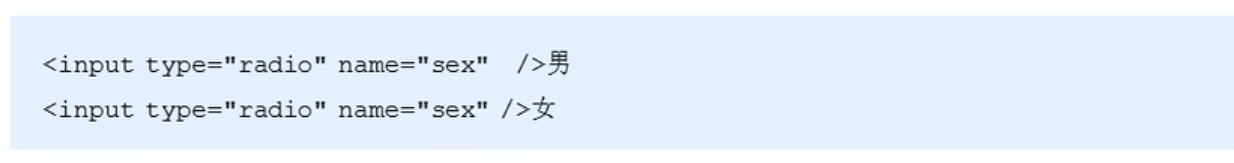 <input type="radio" name="sex"  />男
<input type="radio" name="sex" />女